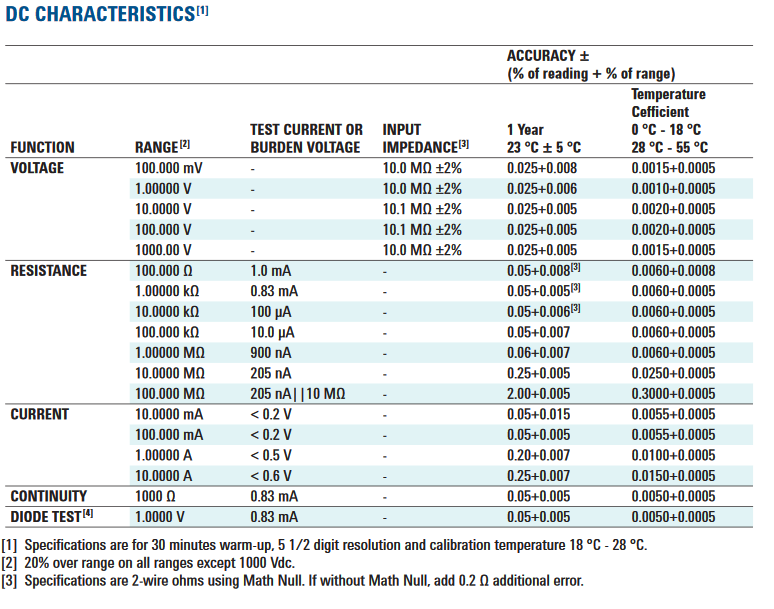 DC CHARACTERISTICS[1]
ACCURACY ±
(% of reading + % of range)
Temperature
Cefficient
TEST CURRENT OR INPUT 1 Year 0 °C - 18 °C
FUNCTION RANGE[2] BURDEN VOLTAGE IMPEDANCE[3] 23 °C ± 5 °C 28 °C - 55 °C
VOLTAGE 100.000 mV - 10.0 MΩ ±2% 0.025+0.008 0.0015+0.0005
1.00000 V - 10.0 MΩ ±2% 0.025+0.006 0.0010+0.0005
10.0000 V - 10.1 MΩ ±2% 0.025+0.005 0.0020+0.0005
100.000 V - 10.1 MΩ ±2% 0.025+0.005 0.0020+0.0005
1000.00 V - 10.0 MΩ ±2% 0.025+0.005 0.0015+0.0005
RESISTANCE 100.000 Ω 1.0 mA - 0.05+0.008[3] 0.0060+0.0008
1.00000 kΩ 0.83 mA - 0.05+0.005[3] 0.0060+0.0005
10.0000 kΩ 100 µA - 0.05+0.006[3] 0.0060+0.0005
100.000 kΩ 10.0 µA - 0.05+0.007 0.0060+0.0005
1.00000 MΩ 900 nA - 0.06+0.007 0.0060+0.0005
10.0000 MΩ 205 nA - 0.25+0.005 0.0250+0.0005
100.000 MΩ 205 nA||10 MΩ - 2.00+0.005 0.3000+0.0005
CURRENT 10.0000 mA < 0.2 V - 0.05+0.015 0.0055+0.0005
100.000 mA < 0.2 V - 0.05+0.005 0.0055+0.0005
1.00000 A < 0.5 V - 0.20+0.007 0.0100+0.0005
10.0000 A < 0.6 V - 0.25+0.007 0.0150+0.0005
CONTINUITY 1000 Ω 0.83 mA - 0.05+0.005 0.0050+0.0005
DIODE TEST[4] 1.0000 V 0.83 mA - 0.05+0.005 0.0050+0.0005
[1] Specifications are for 30 minutes warm-up, 5 1/2 digit resolution and calibration temperature 18 °C - 28 °C.
[2] 20% over range on all ranges except 1000 Vdc.
[3] Specifications are 2-wire ohms using Math Null. If without Math Null, add 0.2 Ω additional error.